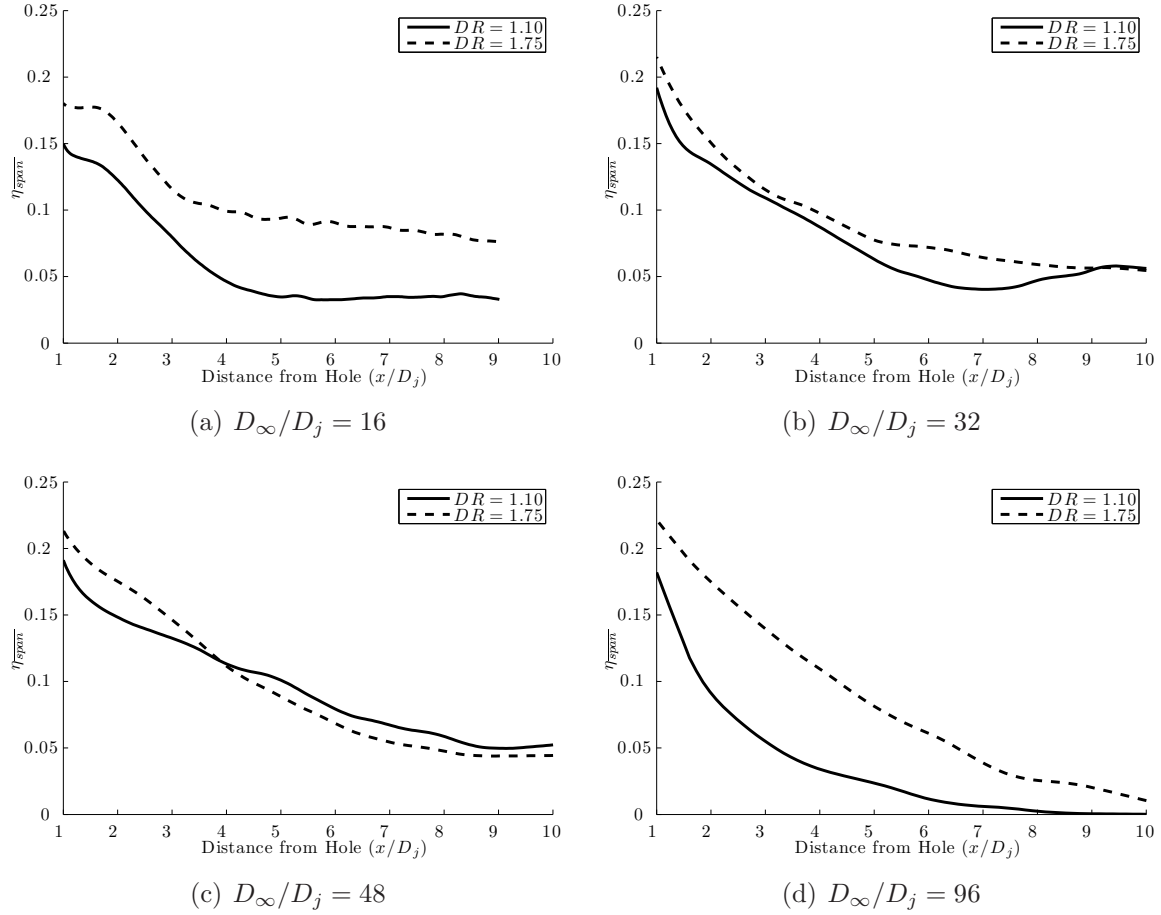 0.25
0.2
0.15
0.1
0.05
0
η_span
DR = 1.10
DR = 1.75
1 2 3 4 5 6 7 8 9 10
Distance from Hole (x/D_j)
(a) D_∞/D_j = 16
0.25
0.2
0.15
0.1
0.05
0
η_span
DR = 1.10
DR = 1.75
1 2 3 4 5 6 7 8 9 10
Distance from Hole (x/D_j)
(b) D_∞/D_j = 32
0.25
0.2
0.15
0.1
0.05
0
η_span
DR = 1.10
DR = 1.75
1 2 3 4 5 6 7 8 9 10
Distance from Hole (x/D_j)
(c) D_∞/D_j = 48
0.25
0.2
0.15
0.1
0.05
0
η_span
DR = 1.10
DR = 1.75
1 2 3 4 5 6 7 8 9 10
Distance from Hole (x/D_j)
(d) D_∞/D_j = 96